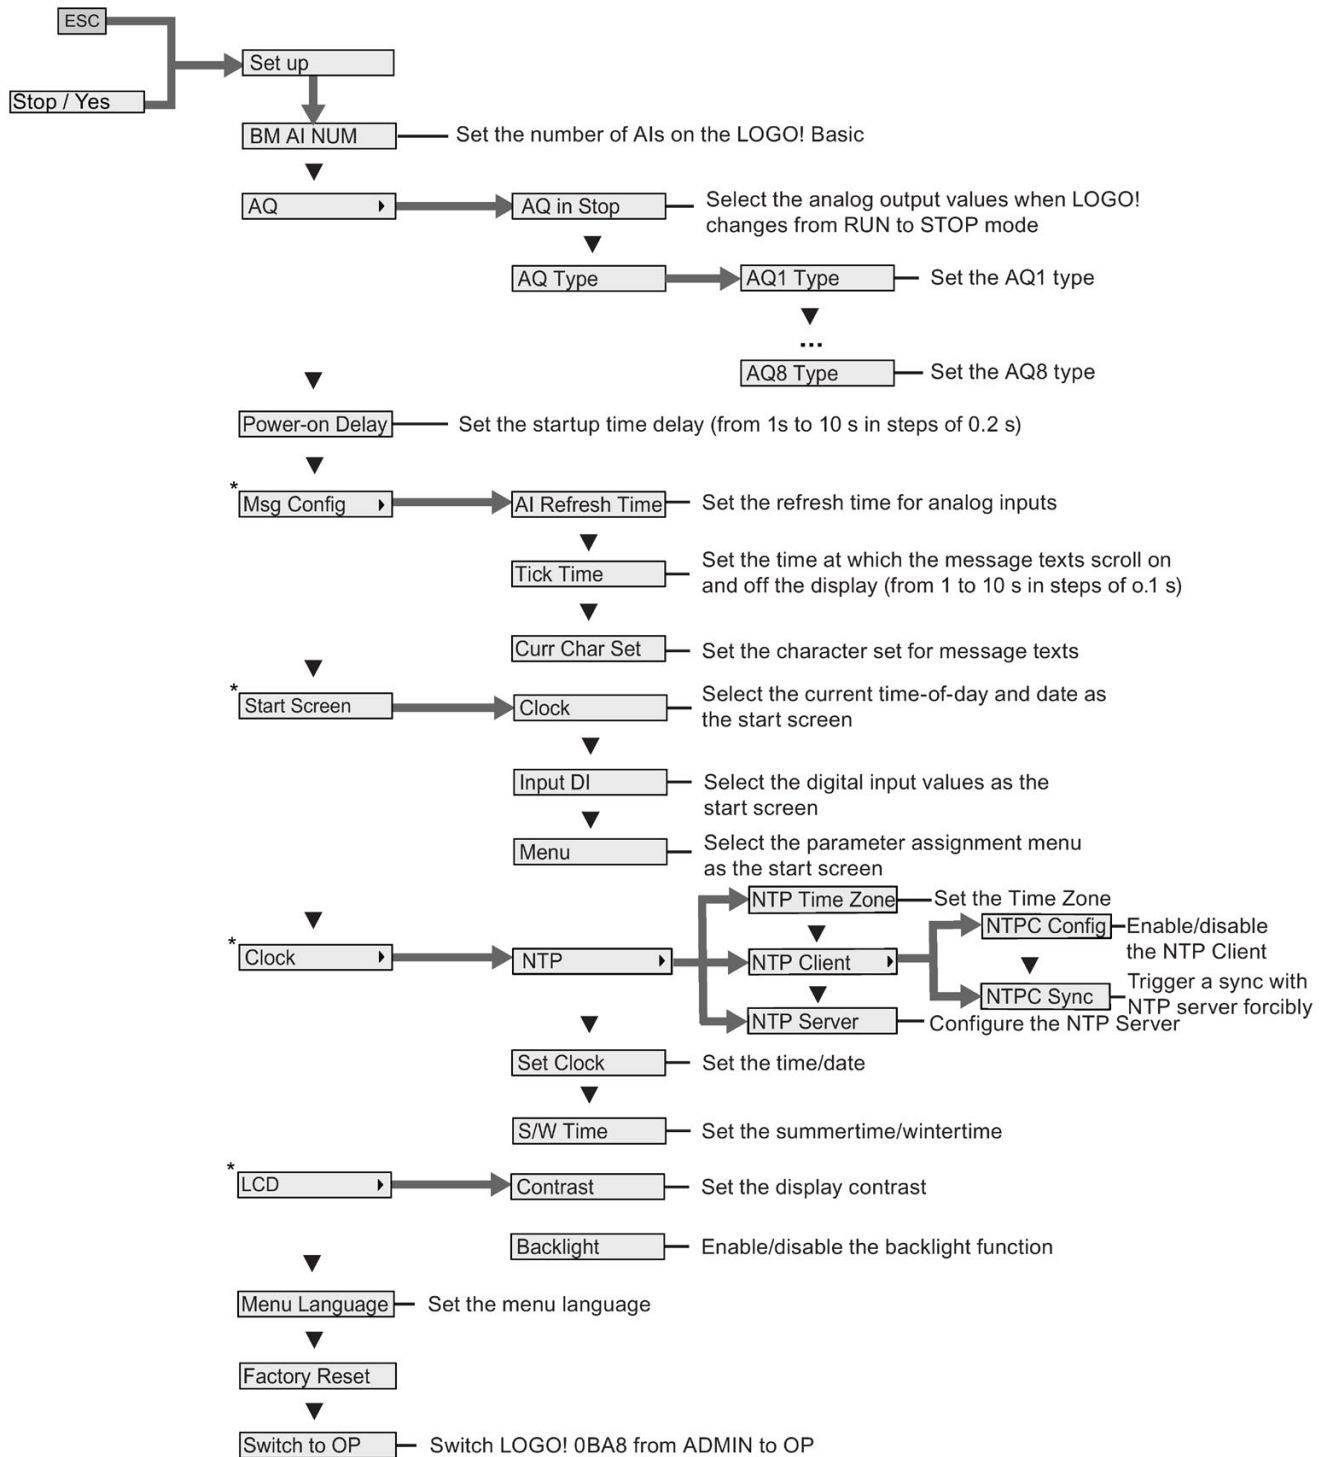 ESC
Set up
Stop / Yes
BM AI NUM
Set the number of AIs on the LOGO! Basic
AQ
AQ in Stop
Select the analog output values when LOGO!
changes from RUN to STOP mode
AQ Type
AQ1 Type
Set the AQ1 type
...
AQ8 Type
Set the AQ8 type
Power-on Delay
Set the startup time delay (from 1s to 10 s in steps of 0.2 s)
*
Msg Config
AI Refresh Time
Set the refresh time for analog inputs
Tick Time
Set the time at which the message texts scroll on
and off the display (from 1 to 10 s in steps of o.1 s)
Curr Char Set
Set the character set for message texts
*
Start Screen
Clock
Select the current time-of-day and date as
the start screen
Input DI
Select the digital input values as the
start screen
Menu
Select the parameter assignment menu
as the start screen
*
Clock
NTP
NTP Time Zone
Set the Time Zone
NTP Client
NTPC Config
Enable/disable
the NTP Client
NTPC Sync
Trigger a sync with
NTP server forcibly
NTP Server
Configure the NTP Server
Set Clock
Set the time/date
S/W Time
Set the summertime/wintertime
*
LCD
Contrast
Set the display contrast
Backlight
Enable/disable the backlight function
Menu Language
Set the menu language
Factory Reset
Switch to OP
Switch LOGO! 0BA8 from ADMIN to OP